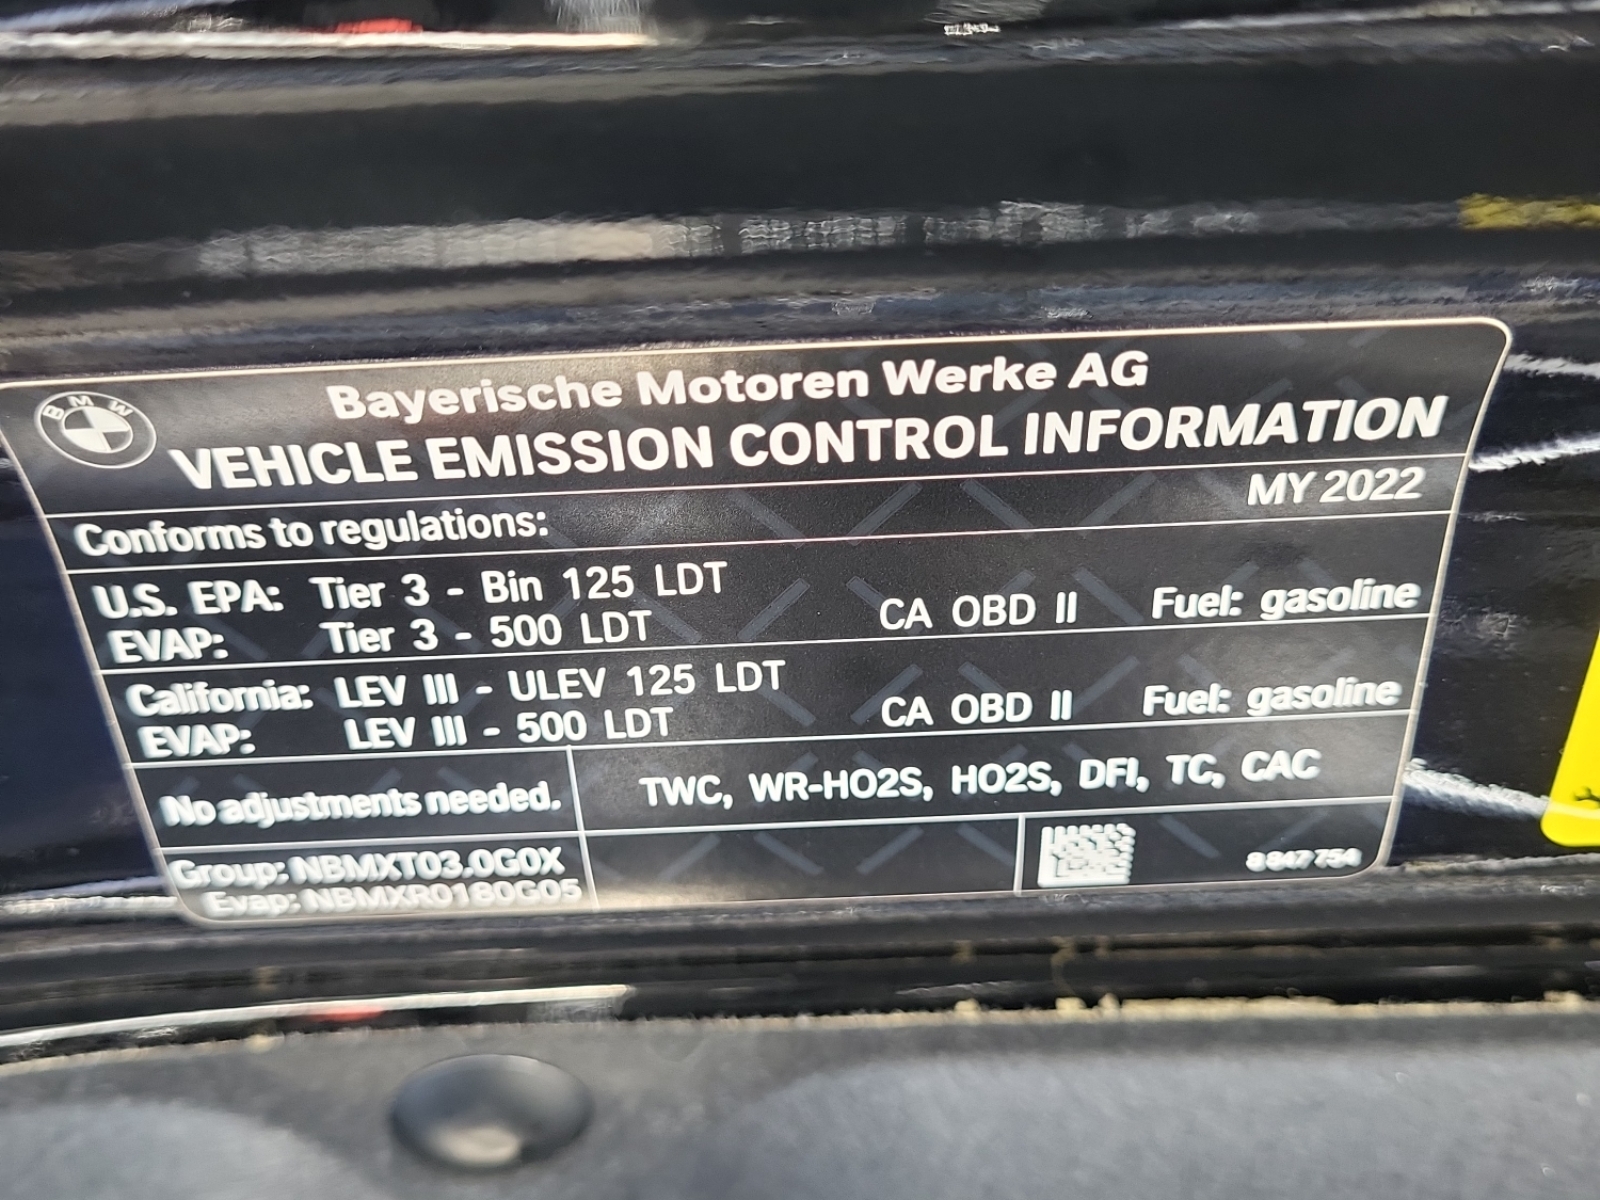 BMW
Bayerische Motoren Werke AG
VEHICLE EMISSION CONTROL INFORMATION
MY 2022
Conforms to regulations:
U.S. EPA: Tier 3 - Bin 125 LDT
EVAP: Tier 3 - 500 LDT CA OBD II Fuel: gasoline
California: LEV III - ULEV 125 LDT
EVAP: LEV III - 500 LDT CA OBD II Fuel: gasoline
No adjustments needed. TWC, WR-HO2S, HO2S, DFI, TC, CAC
Group: NBMXT03.0G0X
Evap: NBMXR0180G05
8 847 754